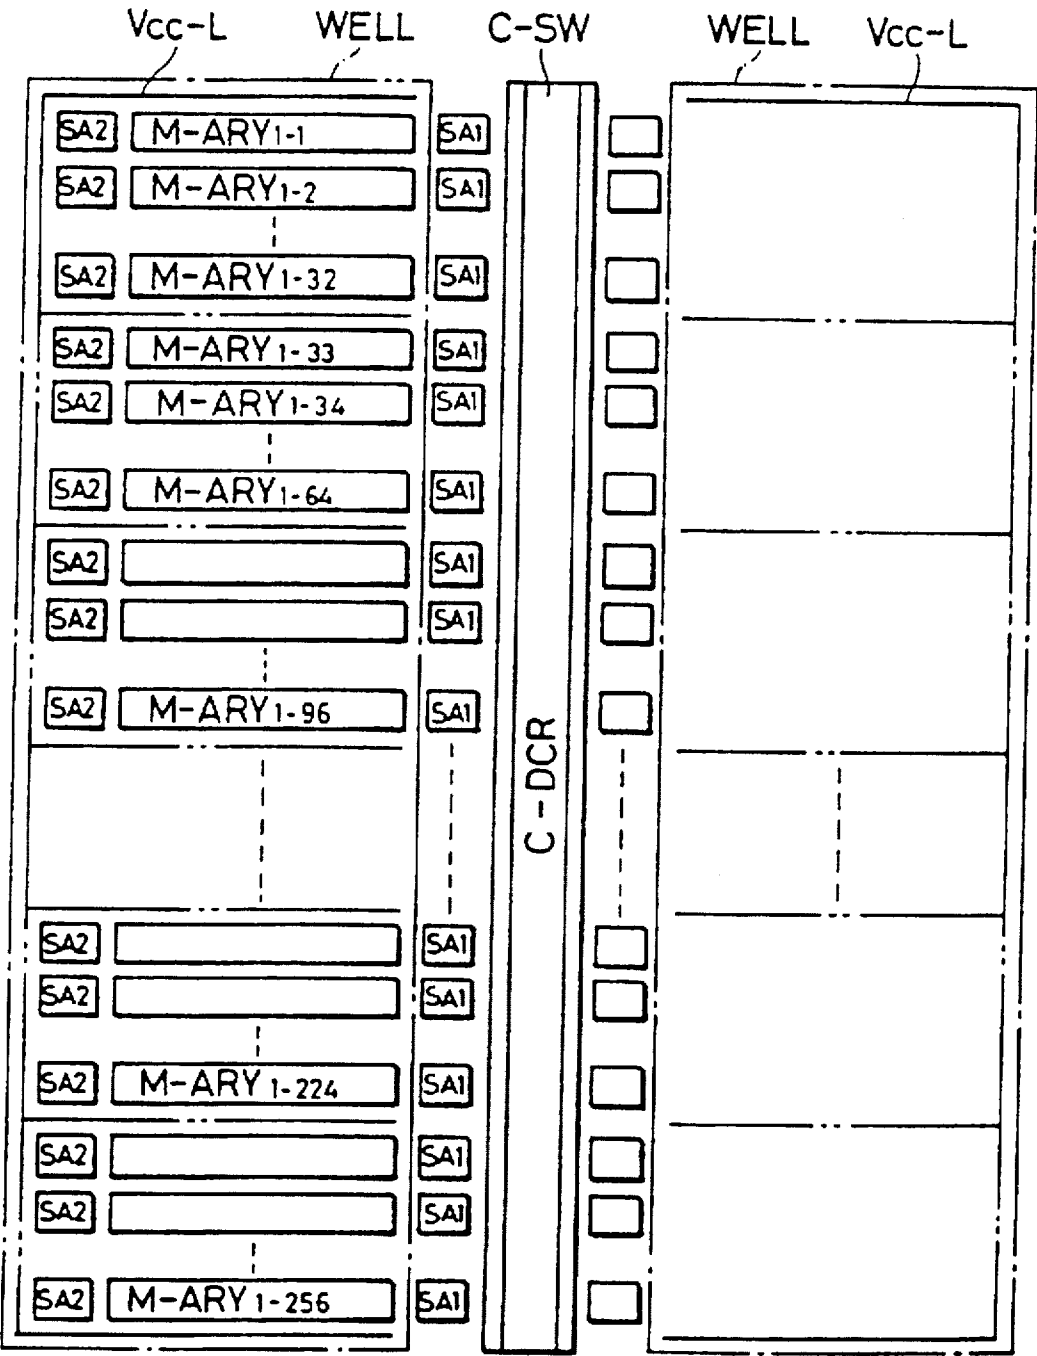 Vcc-L WELL C-SW WELL Vcc-L
SA2 M-ARY1-1 SA1
SA2 M-ARY1-2 SA1
SA2 M-ARY1-32 SA1
SA2 M-ARY1-33 SA1
SA2 M-ARY1-34 SA1
SA2 M-ARY1-64 SA1
SA2 SA1
SA2 SA1
SA2 M-ARY1-96 SA1
C-DCR
SA2 SA1
SA2 SA1
SA2 M-ARY1-224 SA1
SA2 SA1
SA2 SA1
SA2 M-ARY1-256 SA1